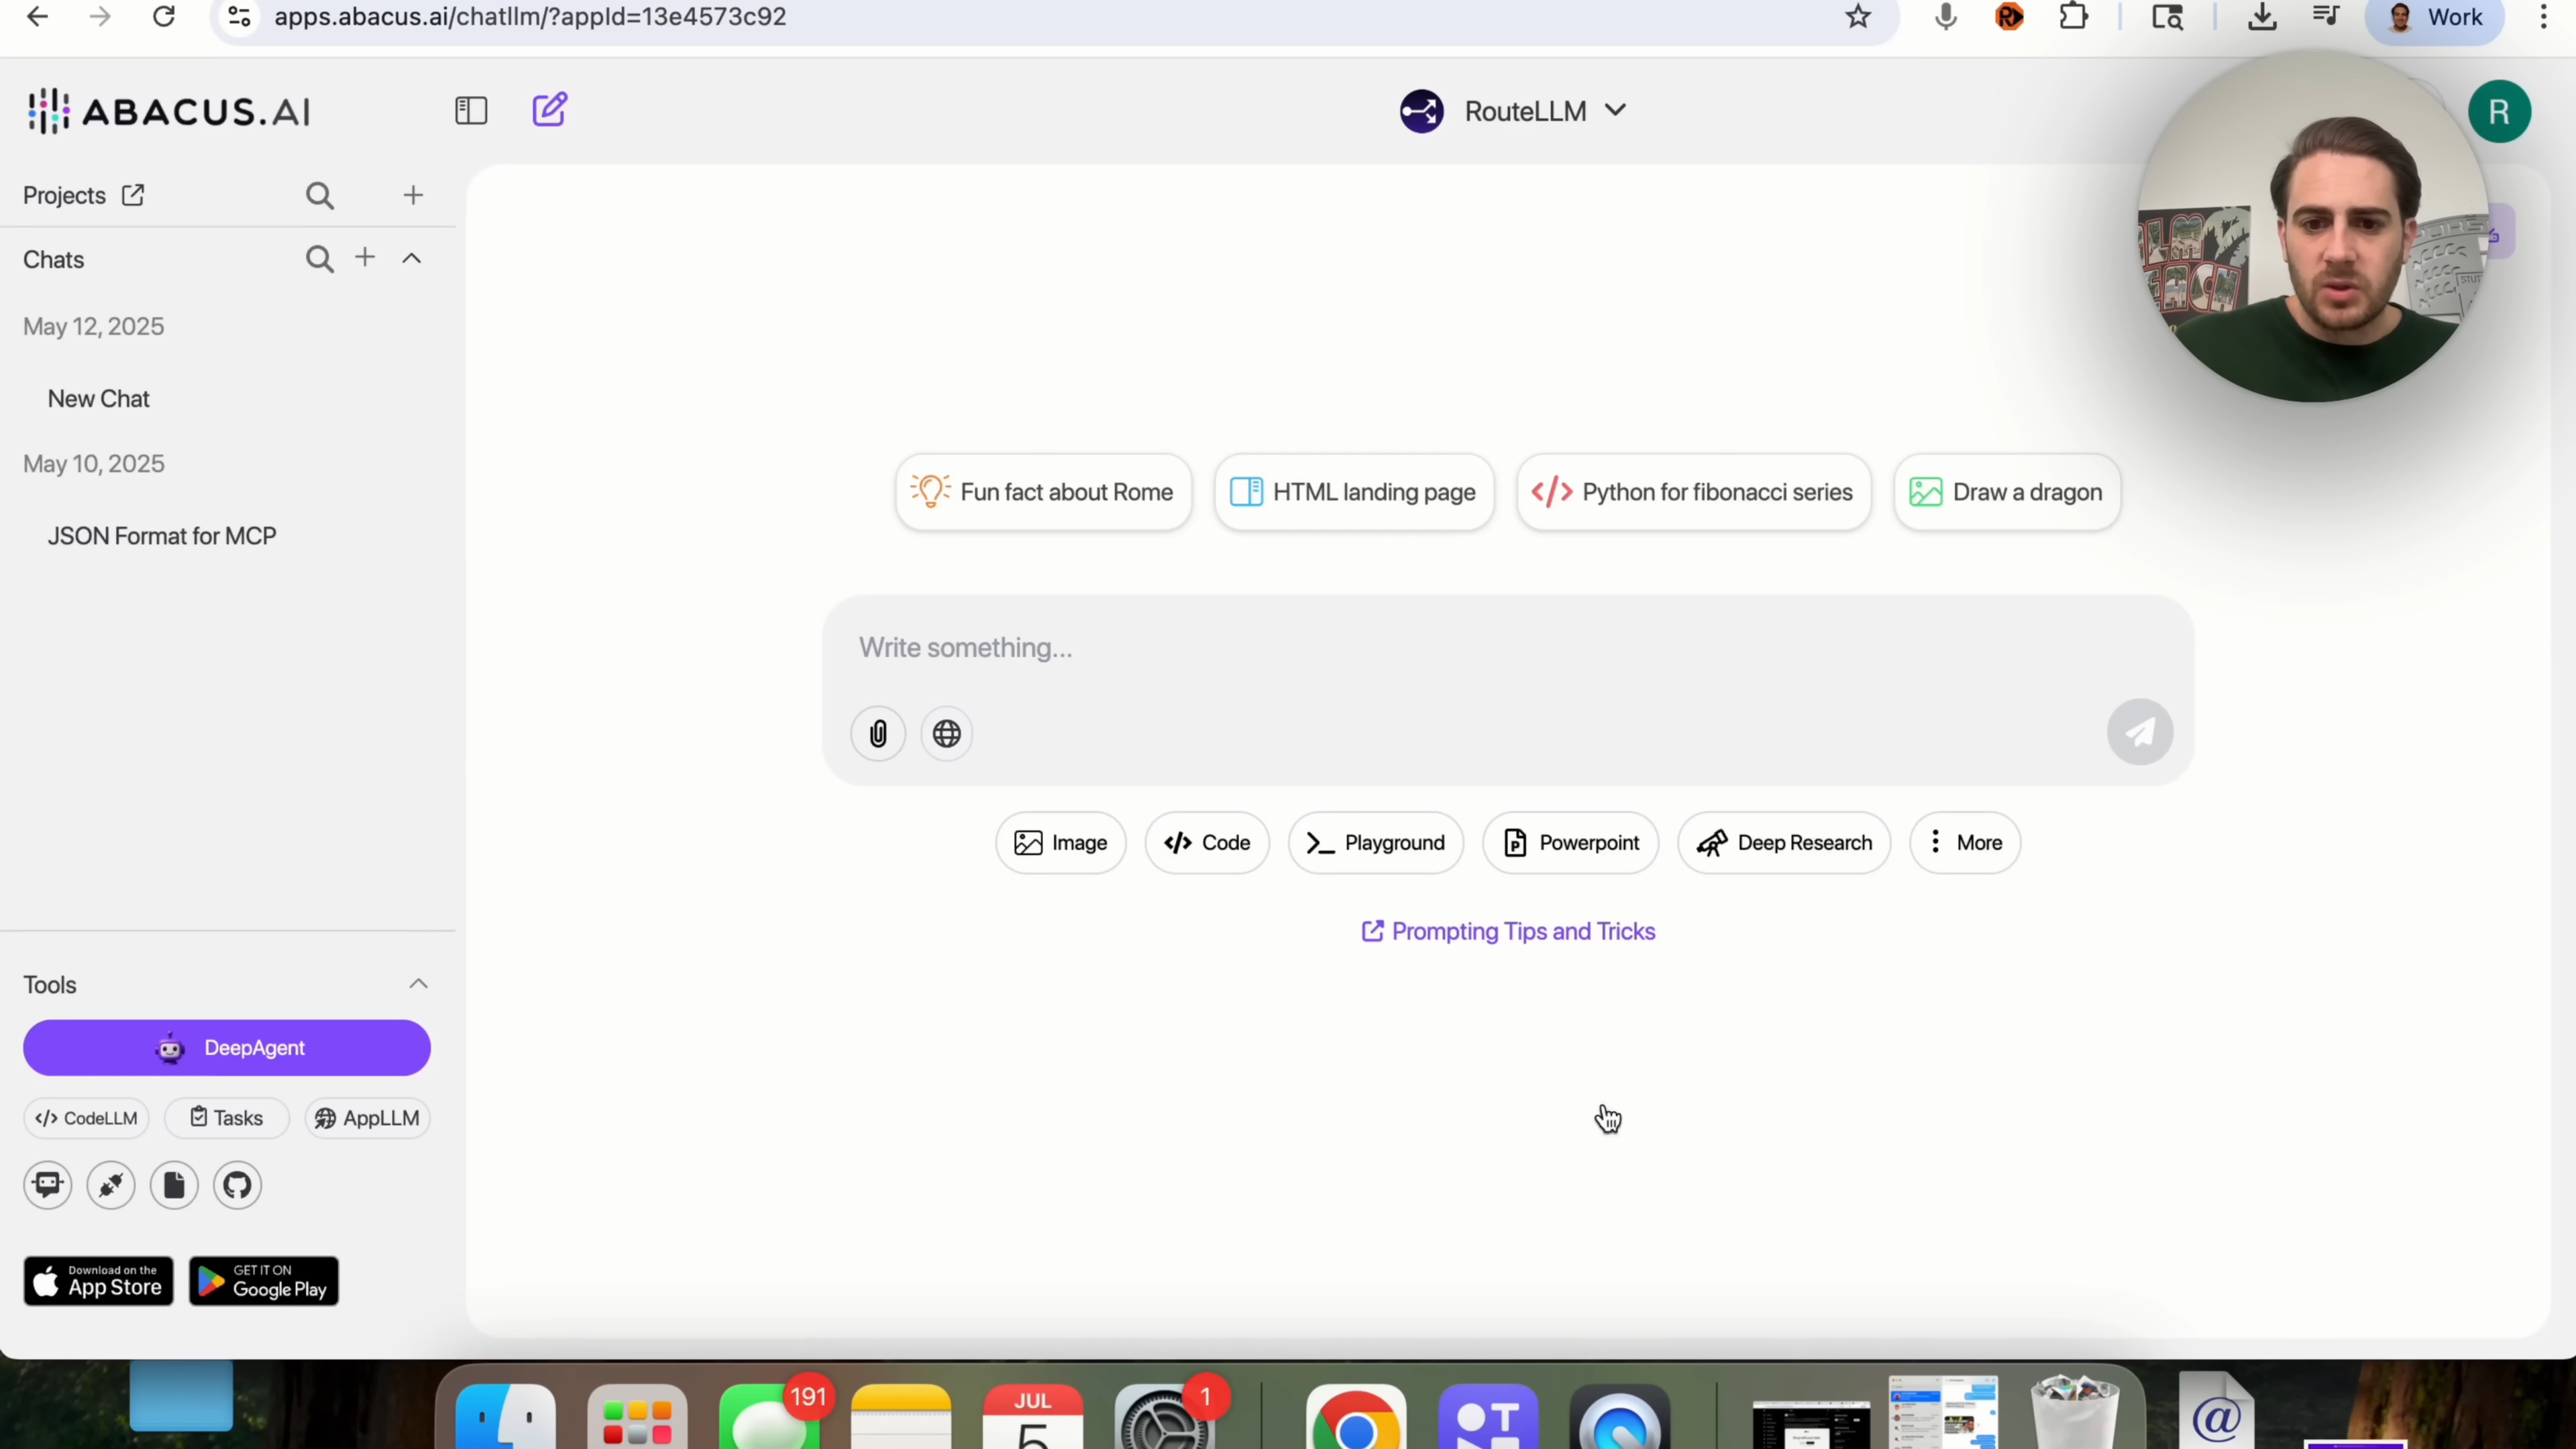 apps.abacus.ai/chatllm/?appId=13e4573c92
Work
ABACUS.AI
RouteLLM
R
Projects
Chats
May 12, 2025
New Chat
May 10, 2025
JSON Format for MCP
Fun fact about Rome
HTML landing page
Python for fibonacci series
Draw a dragon
Write something...
Image
Code
Playground
Powerpoint
Deep Research
More
Prompting Tips and Tricks
Tools
DeepAgent
CodeLLM
Tasks
AppLLM
Download on the
App Store
GET IT ON
Google Play
191
JUL
5
1